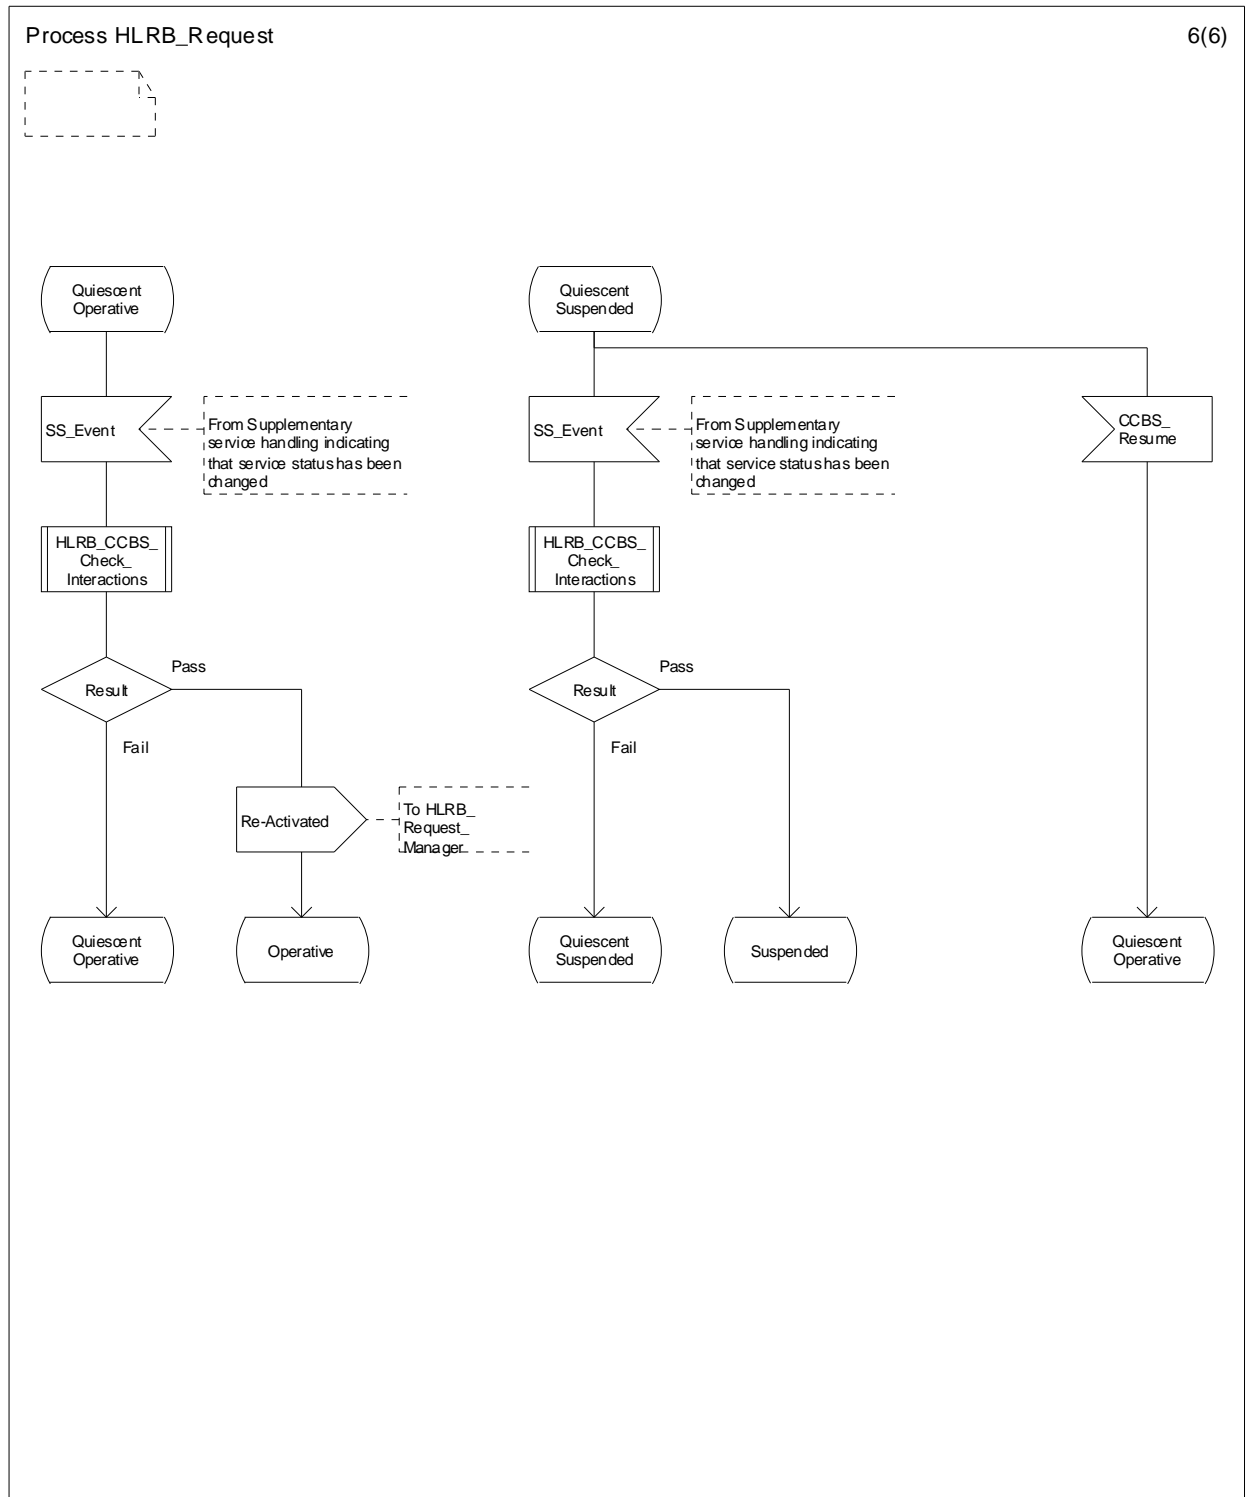 Process HLRB_Request
6(6)
Quiescent
Operative
SS_Event
From Supplementary
service handling indicating
that service status has been
changed
HLRB_CCBS_
Check_
Interactions
Result
Pass
Fail
Re-Activated
To HLRB_
Request_
Manager
Quiescent
Operative
Operative
Quiescent
Suspended
SS_Event
From Supplementary
service handling indicating
that service status has been
changed
CCBS_
Resume
HLRB_CCBS_
Check_
Interactions
Result
Pass
Fail
Quiescent
Suspended
Suspended
Quiescent
Operative